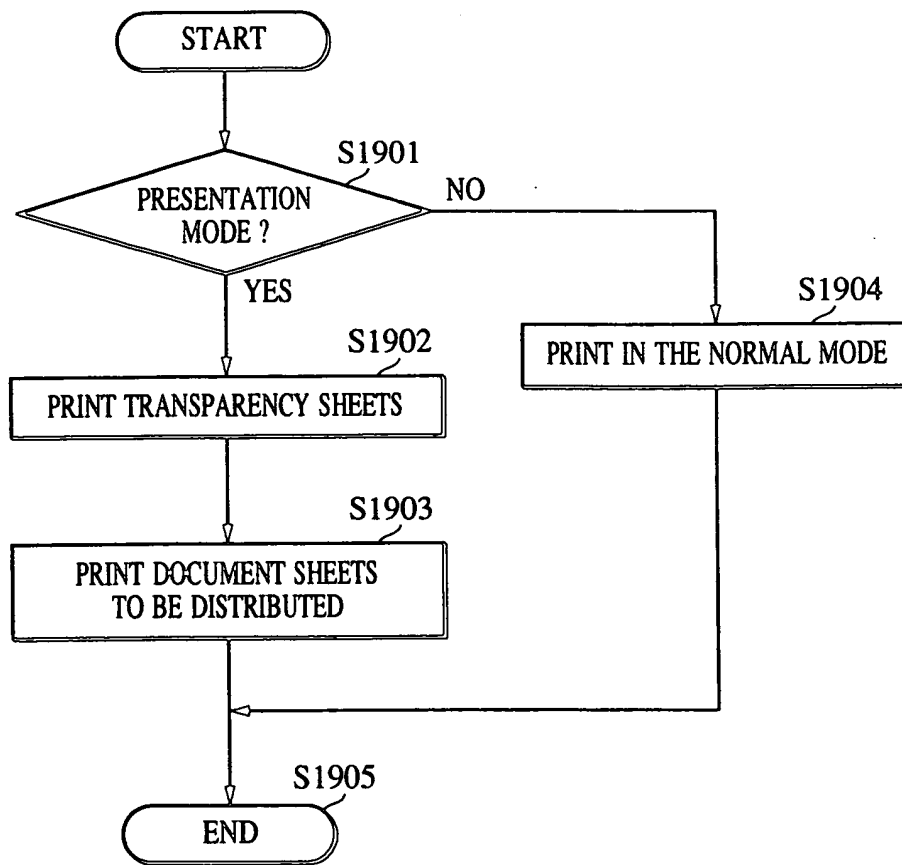 START
S1901
PRESENTATION
MODE ?
NO
YES
S1902
PRINT TRANSPARENCY SHEETS
S1904
PRINT IN THE NORMAL MODE
S1903
PRINT DOCUMENT SHEETS
TO BE DISTRIBUTED
S1905
END